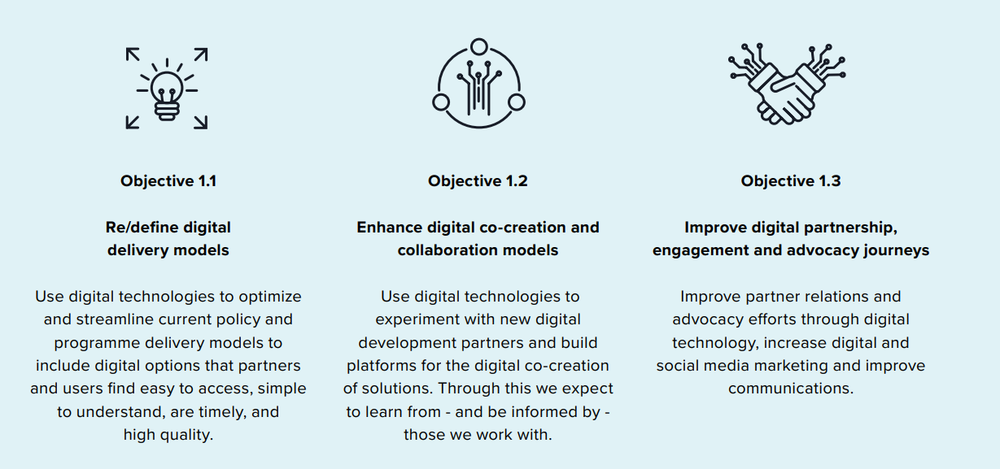 Objective 1.1
Re/define digital
delivery models
Use digital technologies to optimize
and streamline current policy and
programme delivery models to
include digital options that partners
and users find easy to access, simple
to understand, are timely, and
high quality.
Objective 1.2
Enhance digital co-creation and
collaboration models
Use digital technologies to
experiment with new digital
development partners and build
platforms for the digital co-creation
of solutions. Through this we expect
to learn from - and be informed by -
those we work with.
Objective 1.3
Improve digital partnership,
engagement and advocacy journeys
Improve partner relations and
advocacy efforts through digital
technology, increase digital and
social media marketing and improve
communications.